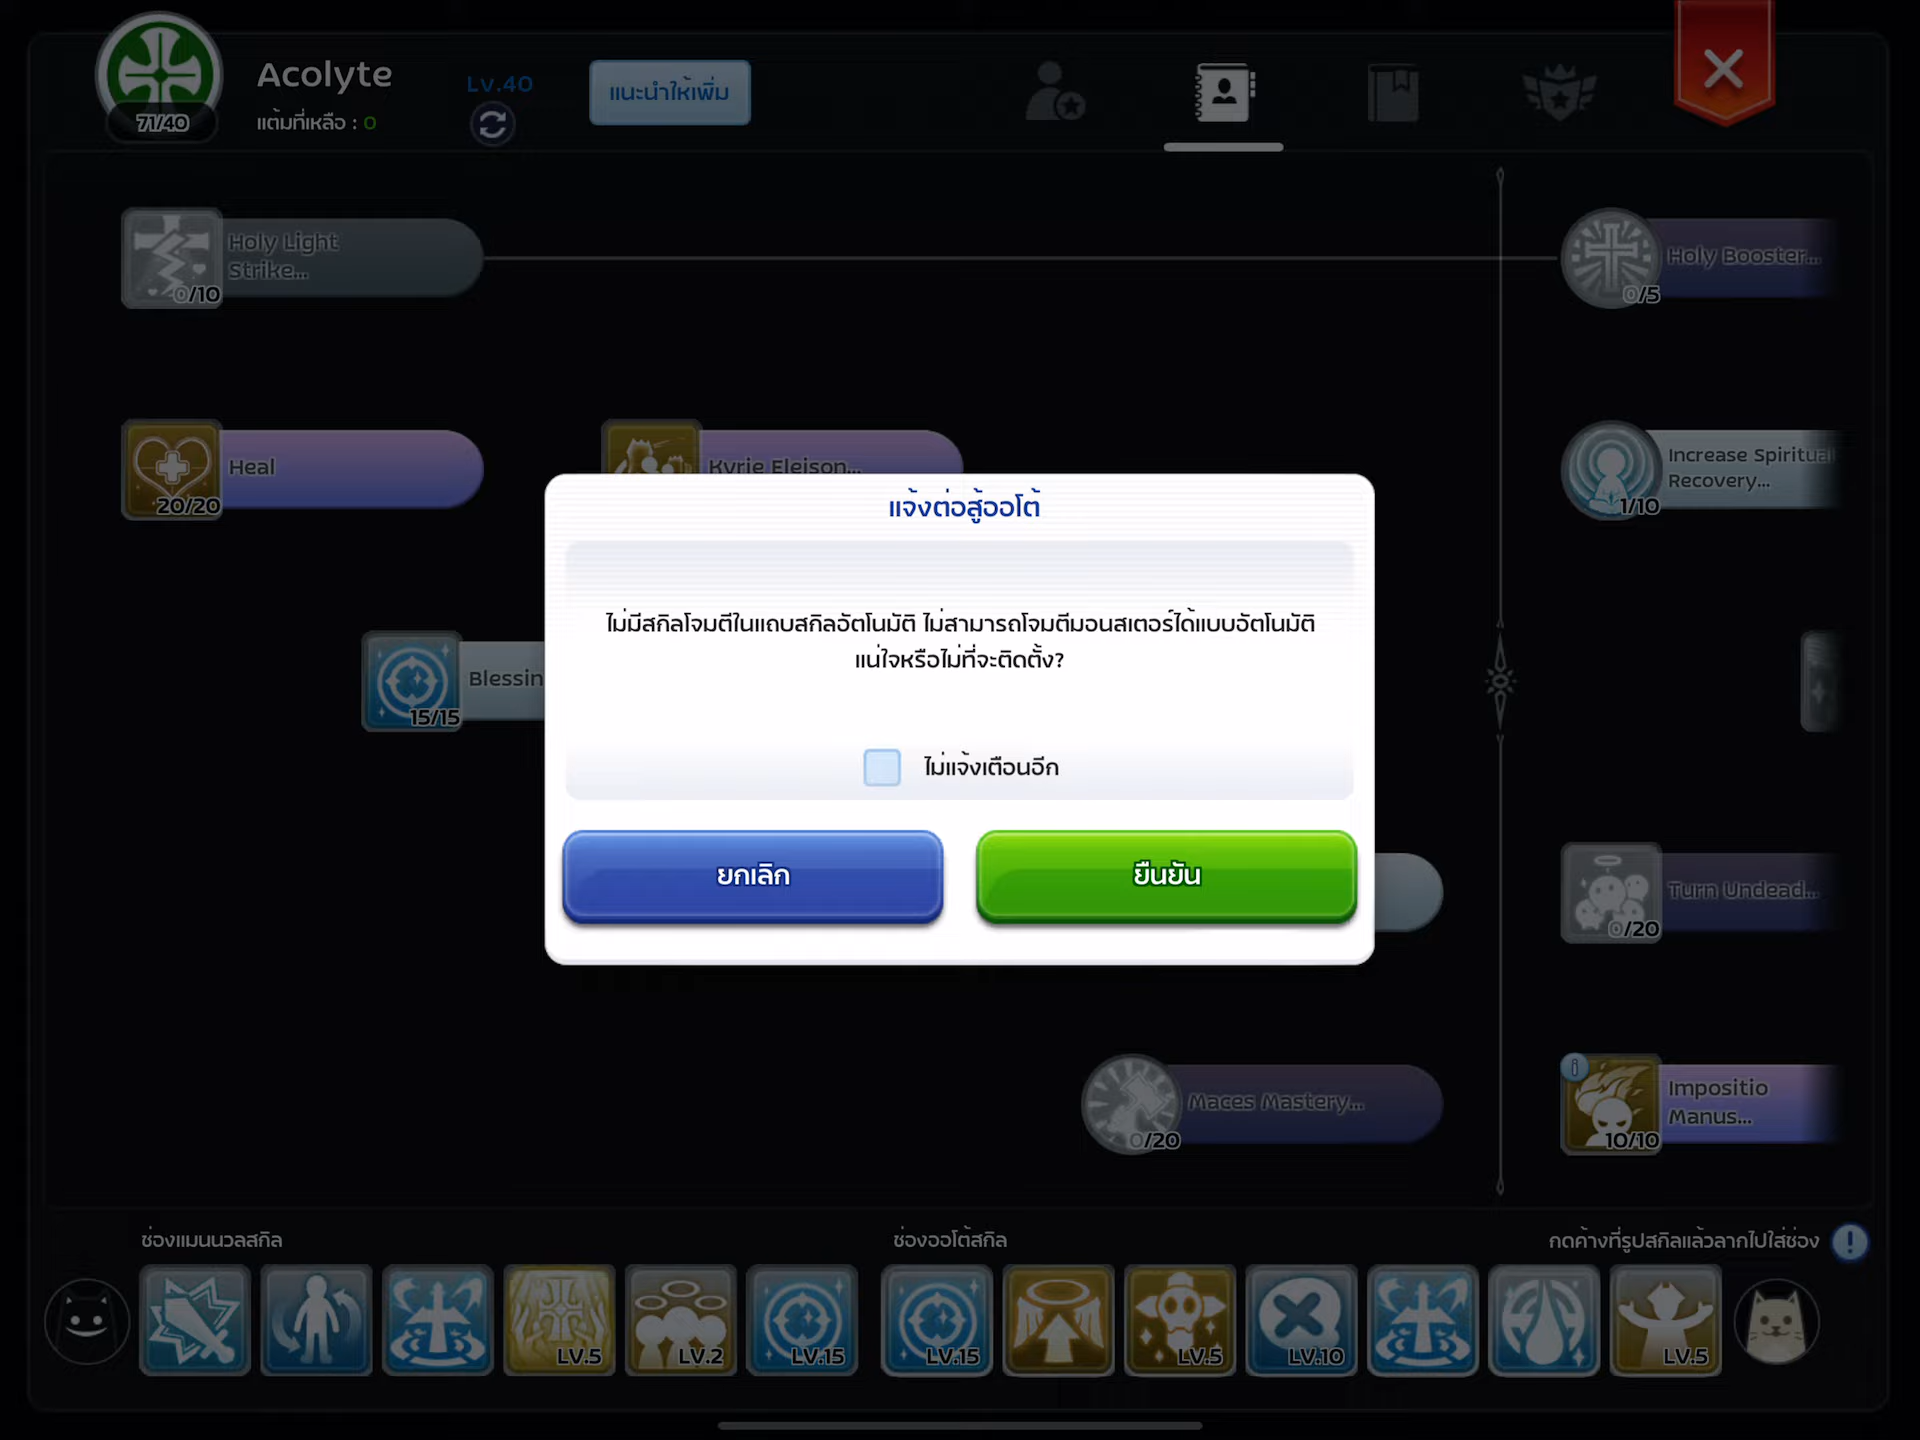 Acolyte
Lv.40
แนะนำให้เพิ่ม
71/40
แต้มที่เหลือ : 0
Holy Light
Strike...
0/10
Holy Booster...
0/5
Heal
20/20
Kyrie Eleison...
Increase Spiritual
Recovery...
1/10
แจ้งต่อสู้ออโต้
ไม่มีสกิลโจมตีในแถบสกิลอัตโนมัติ ไม่สามารถโจมตีมอนสเตอร์ได้แบบอัตโนมัติ
แน่ใจหรือไม่ที่จะติดตั้ง?
Blessin
15/15
ไม่แจ้งเตือนอีก
ยกเลิก
ยืนยัน
Turn Undead...
0/20
Maces Mastery...
0/20
Impositio
Manus...
10/10
ช่องแมนนวลสกิล
ช่องออโต้สกิล
กดค้างที่รูปสกิลแล้วลากไปใส่ช่อง
LV.5
LV.2
LV.15
LV.15
LV.5
LV.10
LV.5